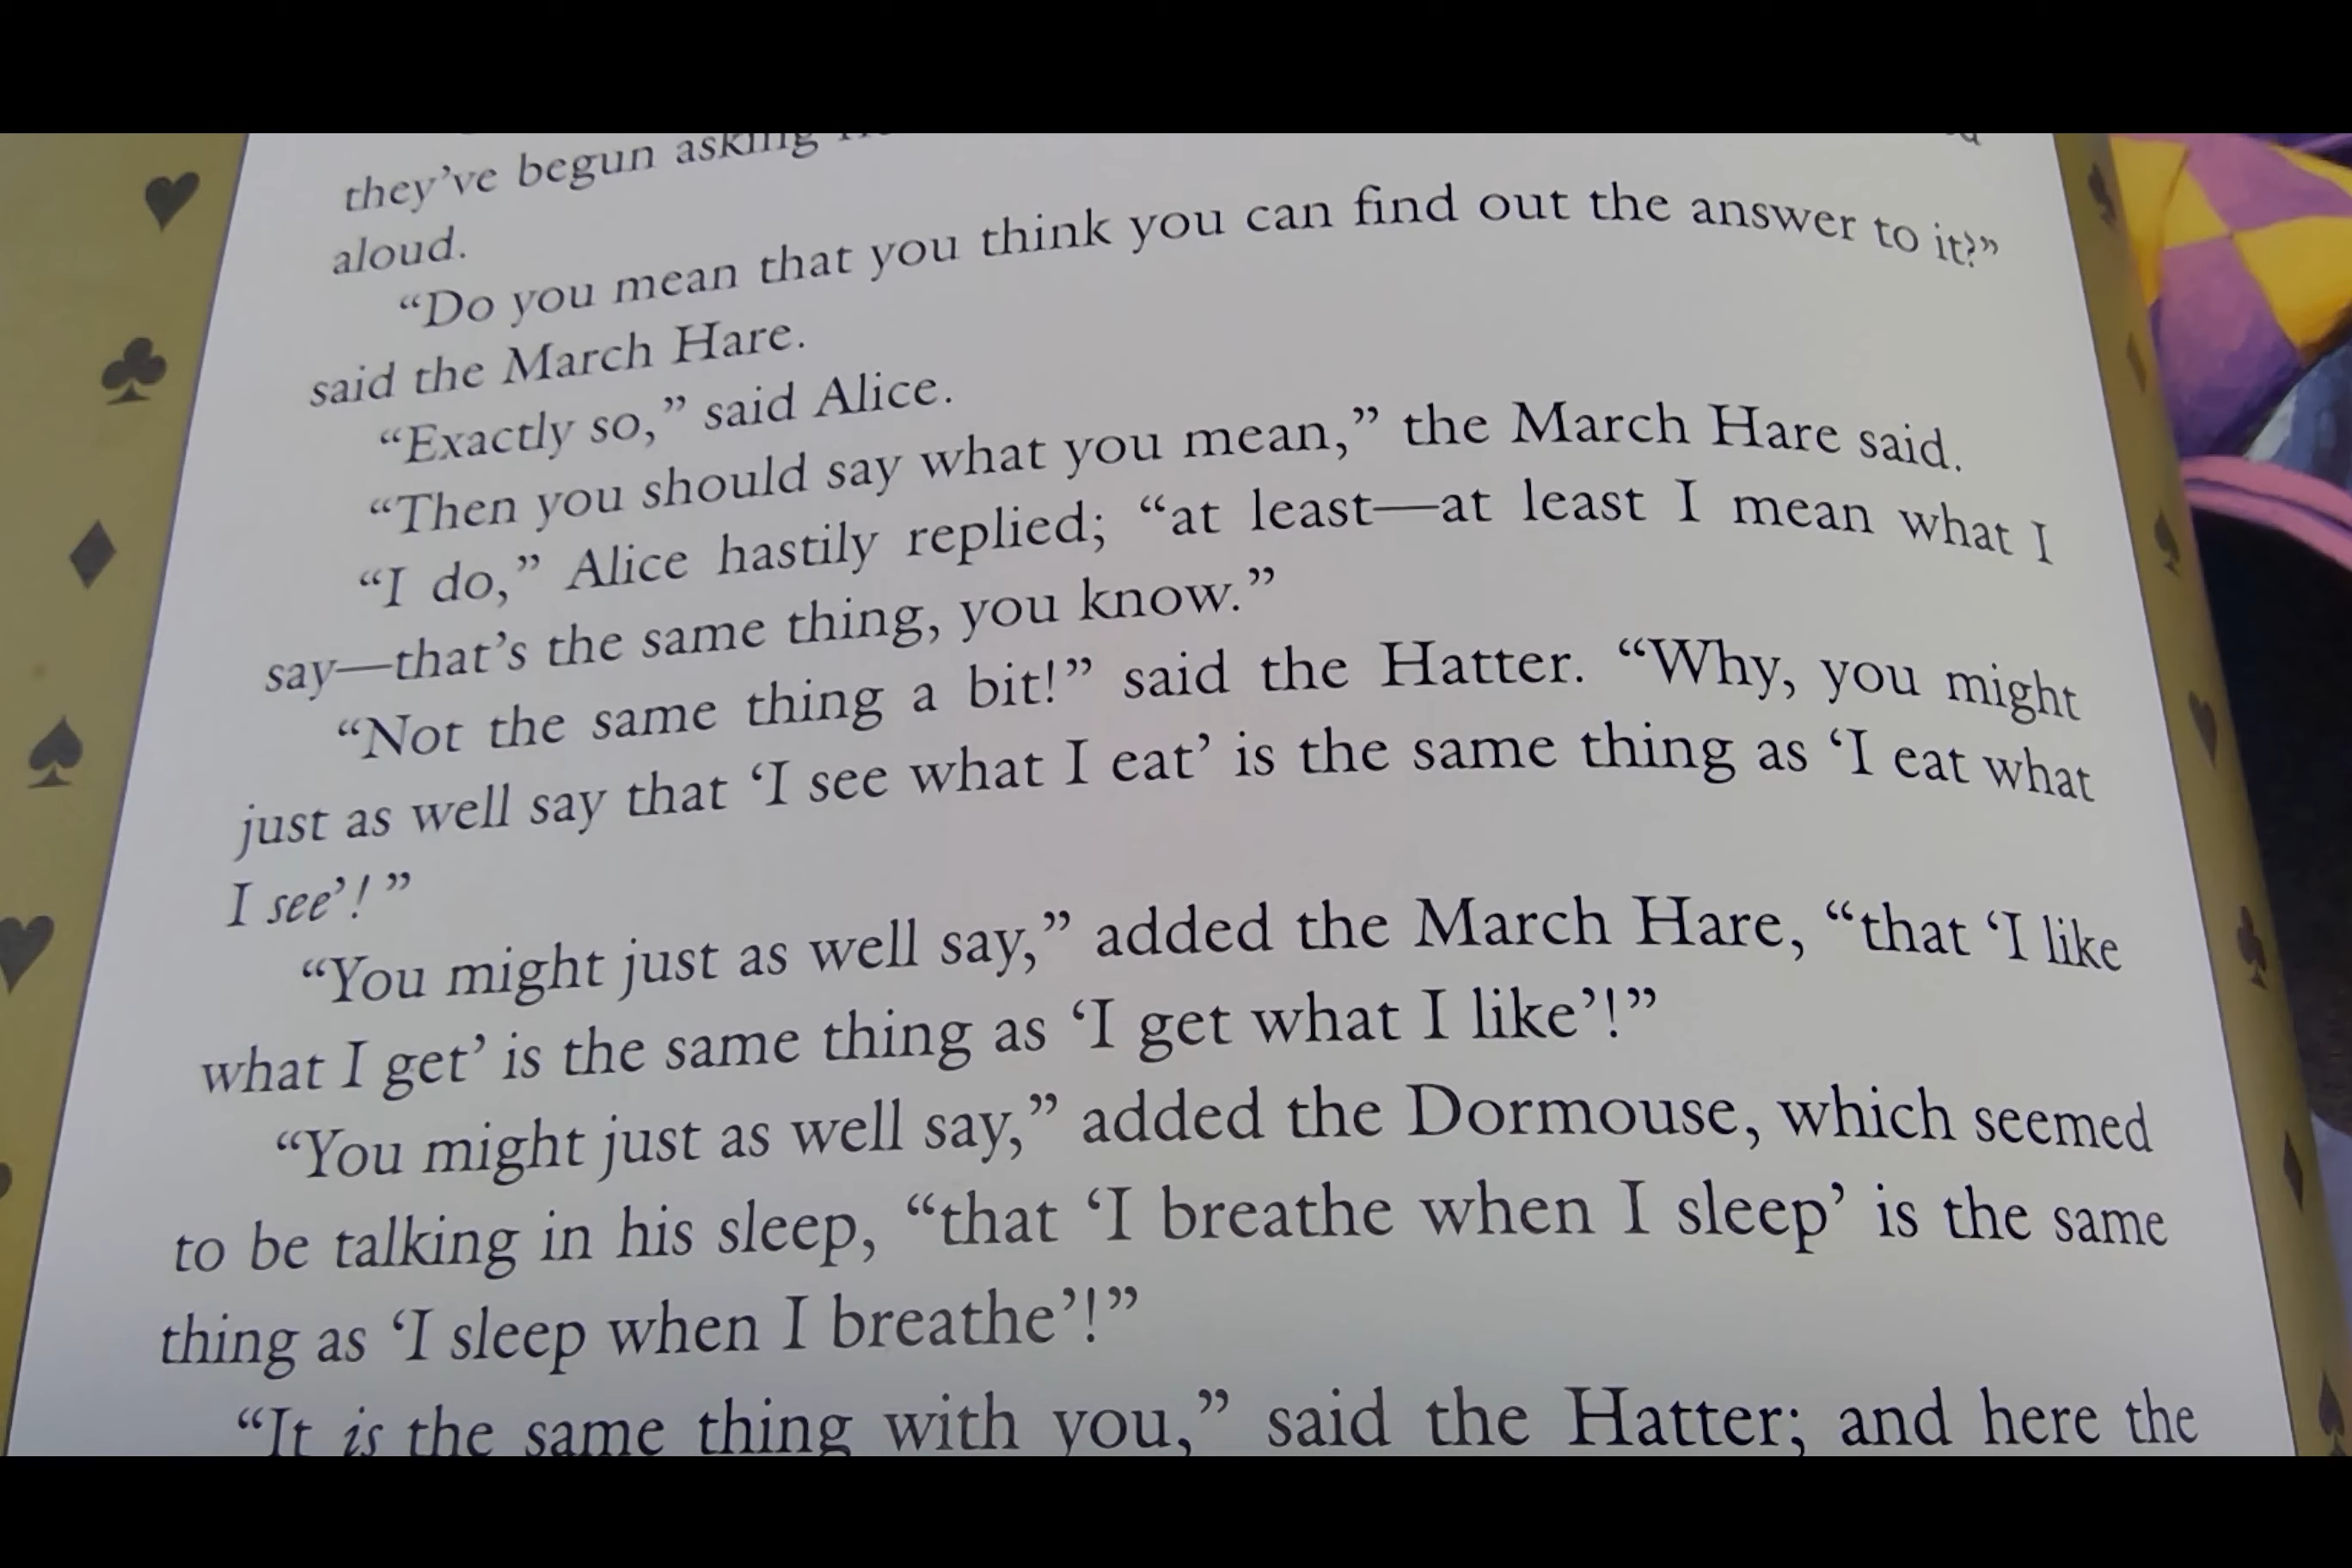 they’ve begun asking
aloud.
“Do you mean that you think you can find out the answer to it?”
said the March Hare.
“Exactly so,” said Alice.
“Then you should say what you mean,” the March Hare said.
“I do,” Alice hastily replied; “at least—at least I mean what I
say—that’s the same thing, you know.”
“Not the same thing a bit!” said the Hatter. “Why, you might
just as well say that ‘I see what I eat’ is the same thing as ‘I eat what
I see’!”
“You might just as well say,” added the March Hare, “that ‘I like
what I get’ is the same thing as ‘I get what I like’!”
“You might just as well say,” added the Dormouse, which seemed
to be talking in his sleep, “that ‘I breathe when I sleep’ is the same
thing as ‘I sleep when I breathe’!”
“It is the same thing with you,” said the Hatter; and here the